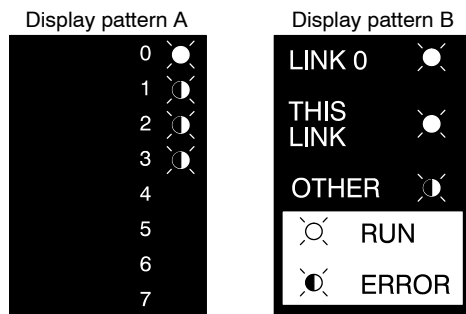 Display pattern A
0
1
2
3
4
5
6
7
Display pattern B
LINK 0
THIS
LINK
OTHER
RUN
ERROR